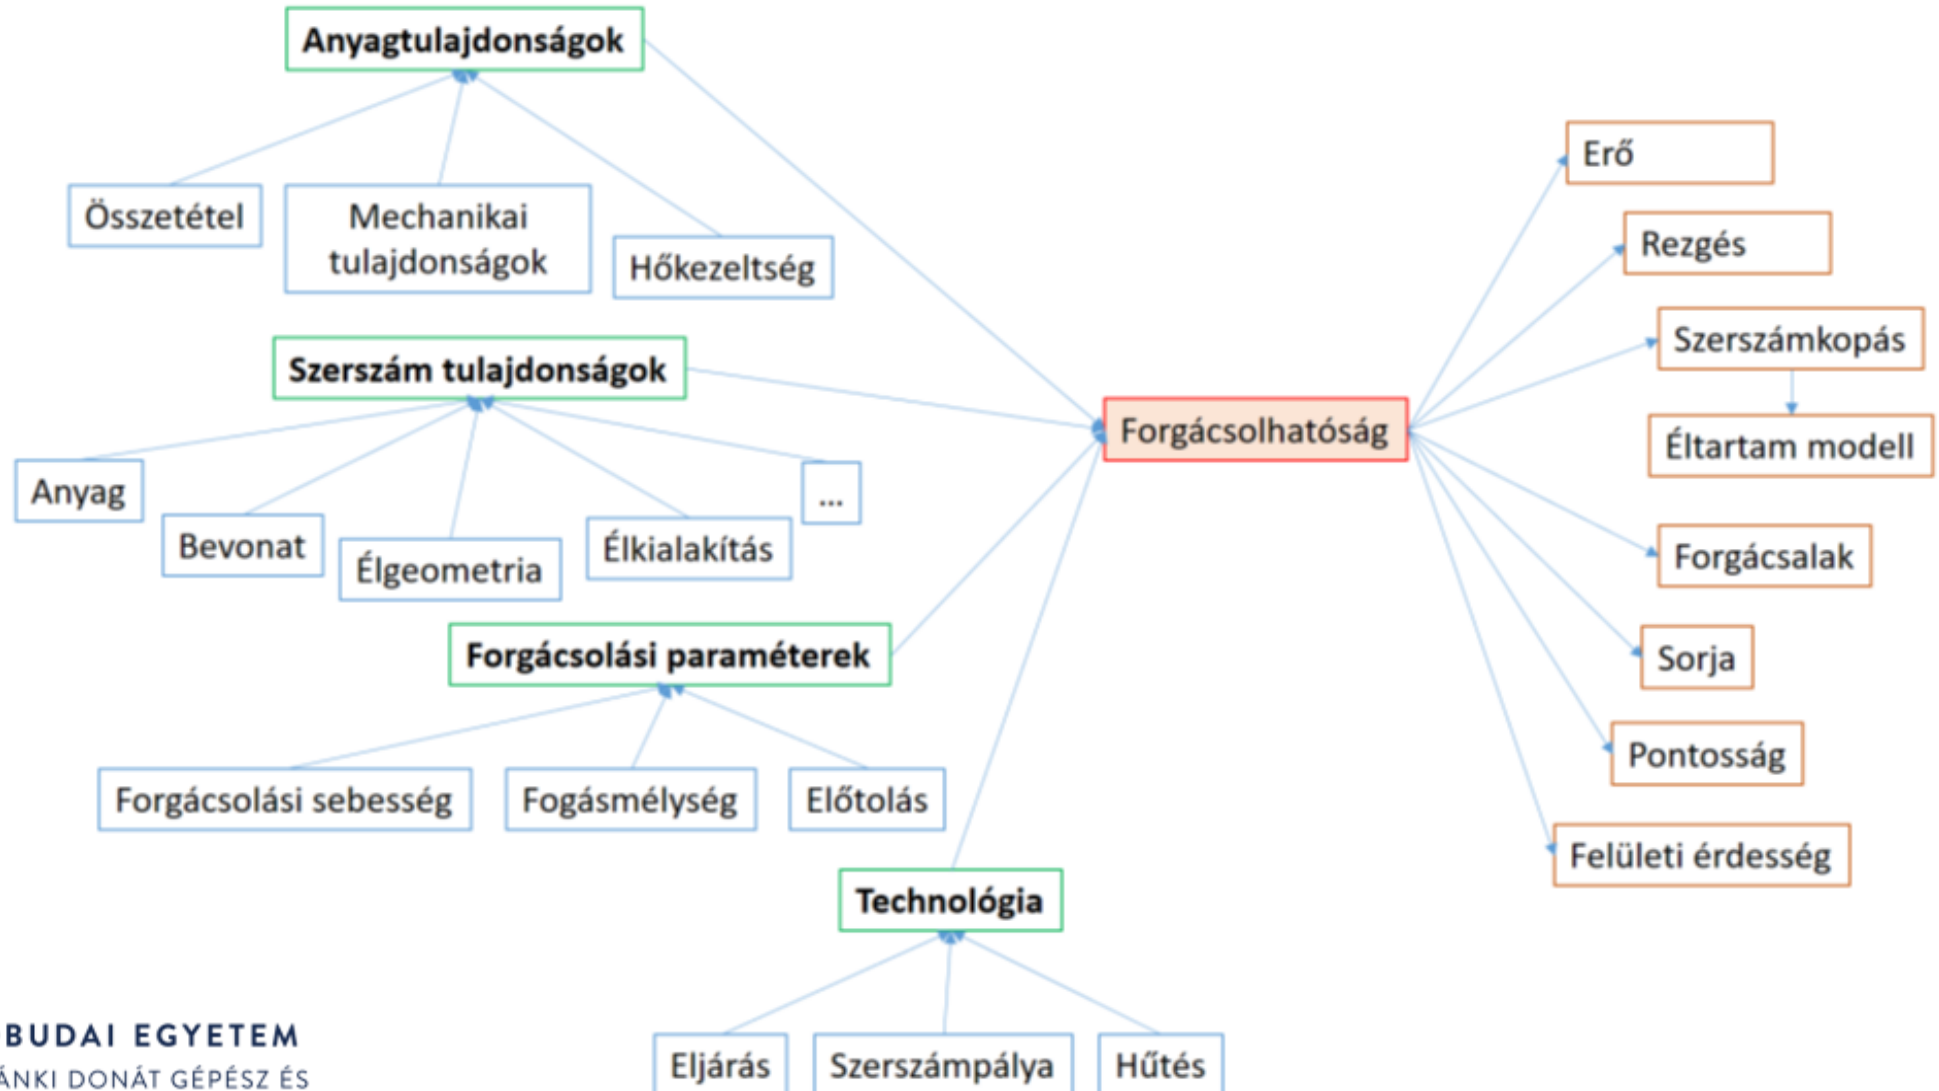 Anyagtulajdonságok
Összetétel
Mechanikai
tulajdonságok
Hőkezeltség
Szerszám tulajdonságok
Anyag
Bevonat
Élgeometria
Élkialakítás
...
Forgácsolási paraméterek
Forgácsolási sebesség
Fogásmélység
Előtolás
Technológia
Eljárás
Szerszámpálya
Hűtés
Forgácsolhatóság
Erő
Rezgés
Szerszámkopás
Éltartam modell
Forgácsalak
Sorja
Pontosság
Felületi érdesség
BUDAI EGYETEM
ÁNKI DONÁT GÉPÉSZ ÉS